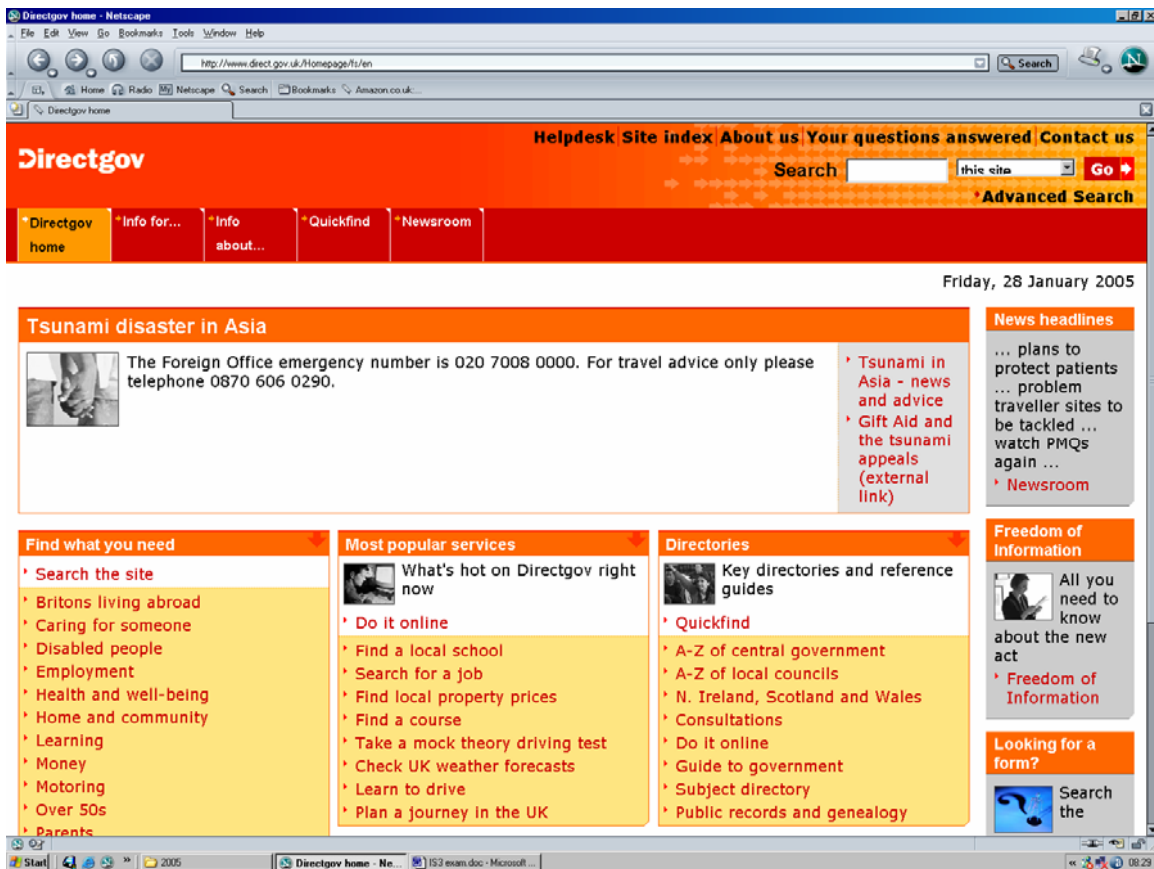 Directgov home - Netscape
File Edit View Go Bookmarks Tools Window Help
http://www.direct.gov.uk/Homepage/fs/en
Search
Home Radio My Netscape Search Bookmarks Amazon.co.uk:...
Directgov home
Helpdesk Site index About us Your questions answered Contact us
Directgov
Search this site Go
Advanced Search
Directgov home
Info for...
Info about...
Quickfind
Newsroom
Friday, 28 January 2005
Tsunami disaster in Asia
The Foreign Office emergency number is 020 7008 0000. For travel advice only please
telephone 0870 606 0290.
Tsunami in
Asia - news
and advice
Gift Aid and
the tsunami
appeals
(external
link)
News headlines
... plans to
protect patients
... problem
traveller sites to
be tackled ...
watch PMQs
again ...
Newsroom
Find what you need
Search the site
Britons living abroad
Caring for someone
Disabled people
Employment
Health and well-being
Home and community
Learning
Money
Motoring
Over 50s
Parents
Most popular services
What's hot on Directgov right
now
Do it online
Find a local school
Search for a job
Find local property prices
Find a course
Take a mock theory driving test
Check UK weather forecasts
Learn to drive
Plan a journey in the UK
Directories
Key directories and reference
guides
Quickfind
A-Z of central government
A-Z of local councils
N. Ireland, Scotland and Wales
Consultations
Do it online
Guide to government
Subject directory
Public records and genealogy
Freedom of
Information
All you
need to
know
about the new
act
Freedom of
Information
Looking for a
form?
Search
the
Start » 2005 Directgov home - Ne... IS3 exam.doc - Microsoft ... « 08:29